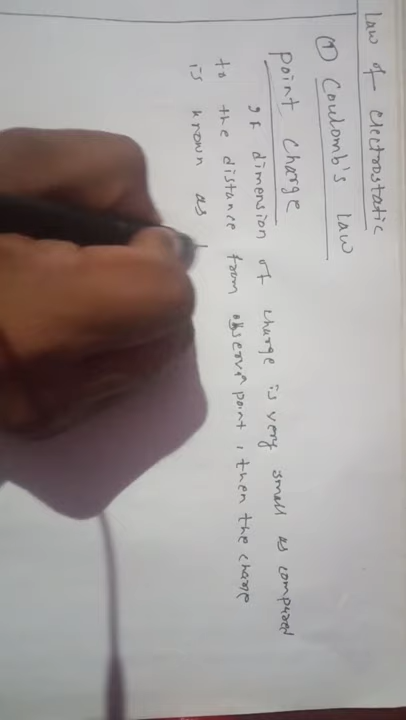 Law of electrostatic
① Coulomb's Law
Point Charge
If dimension of charge is very small as compared
to the distance from observer point, then the charge
is known as